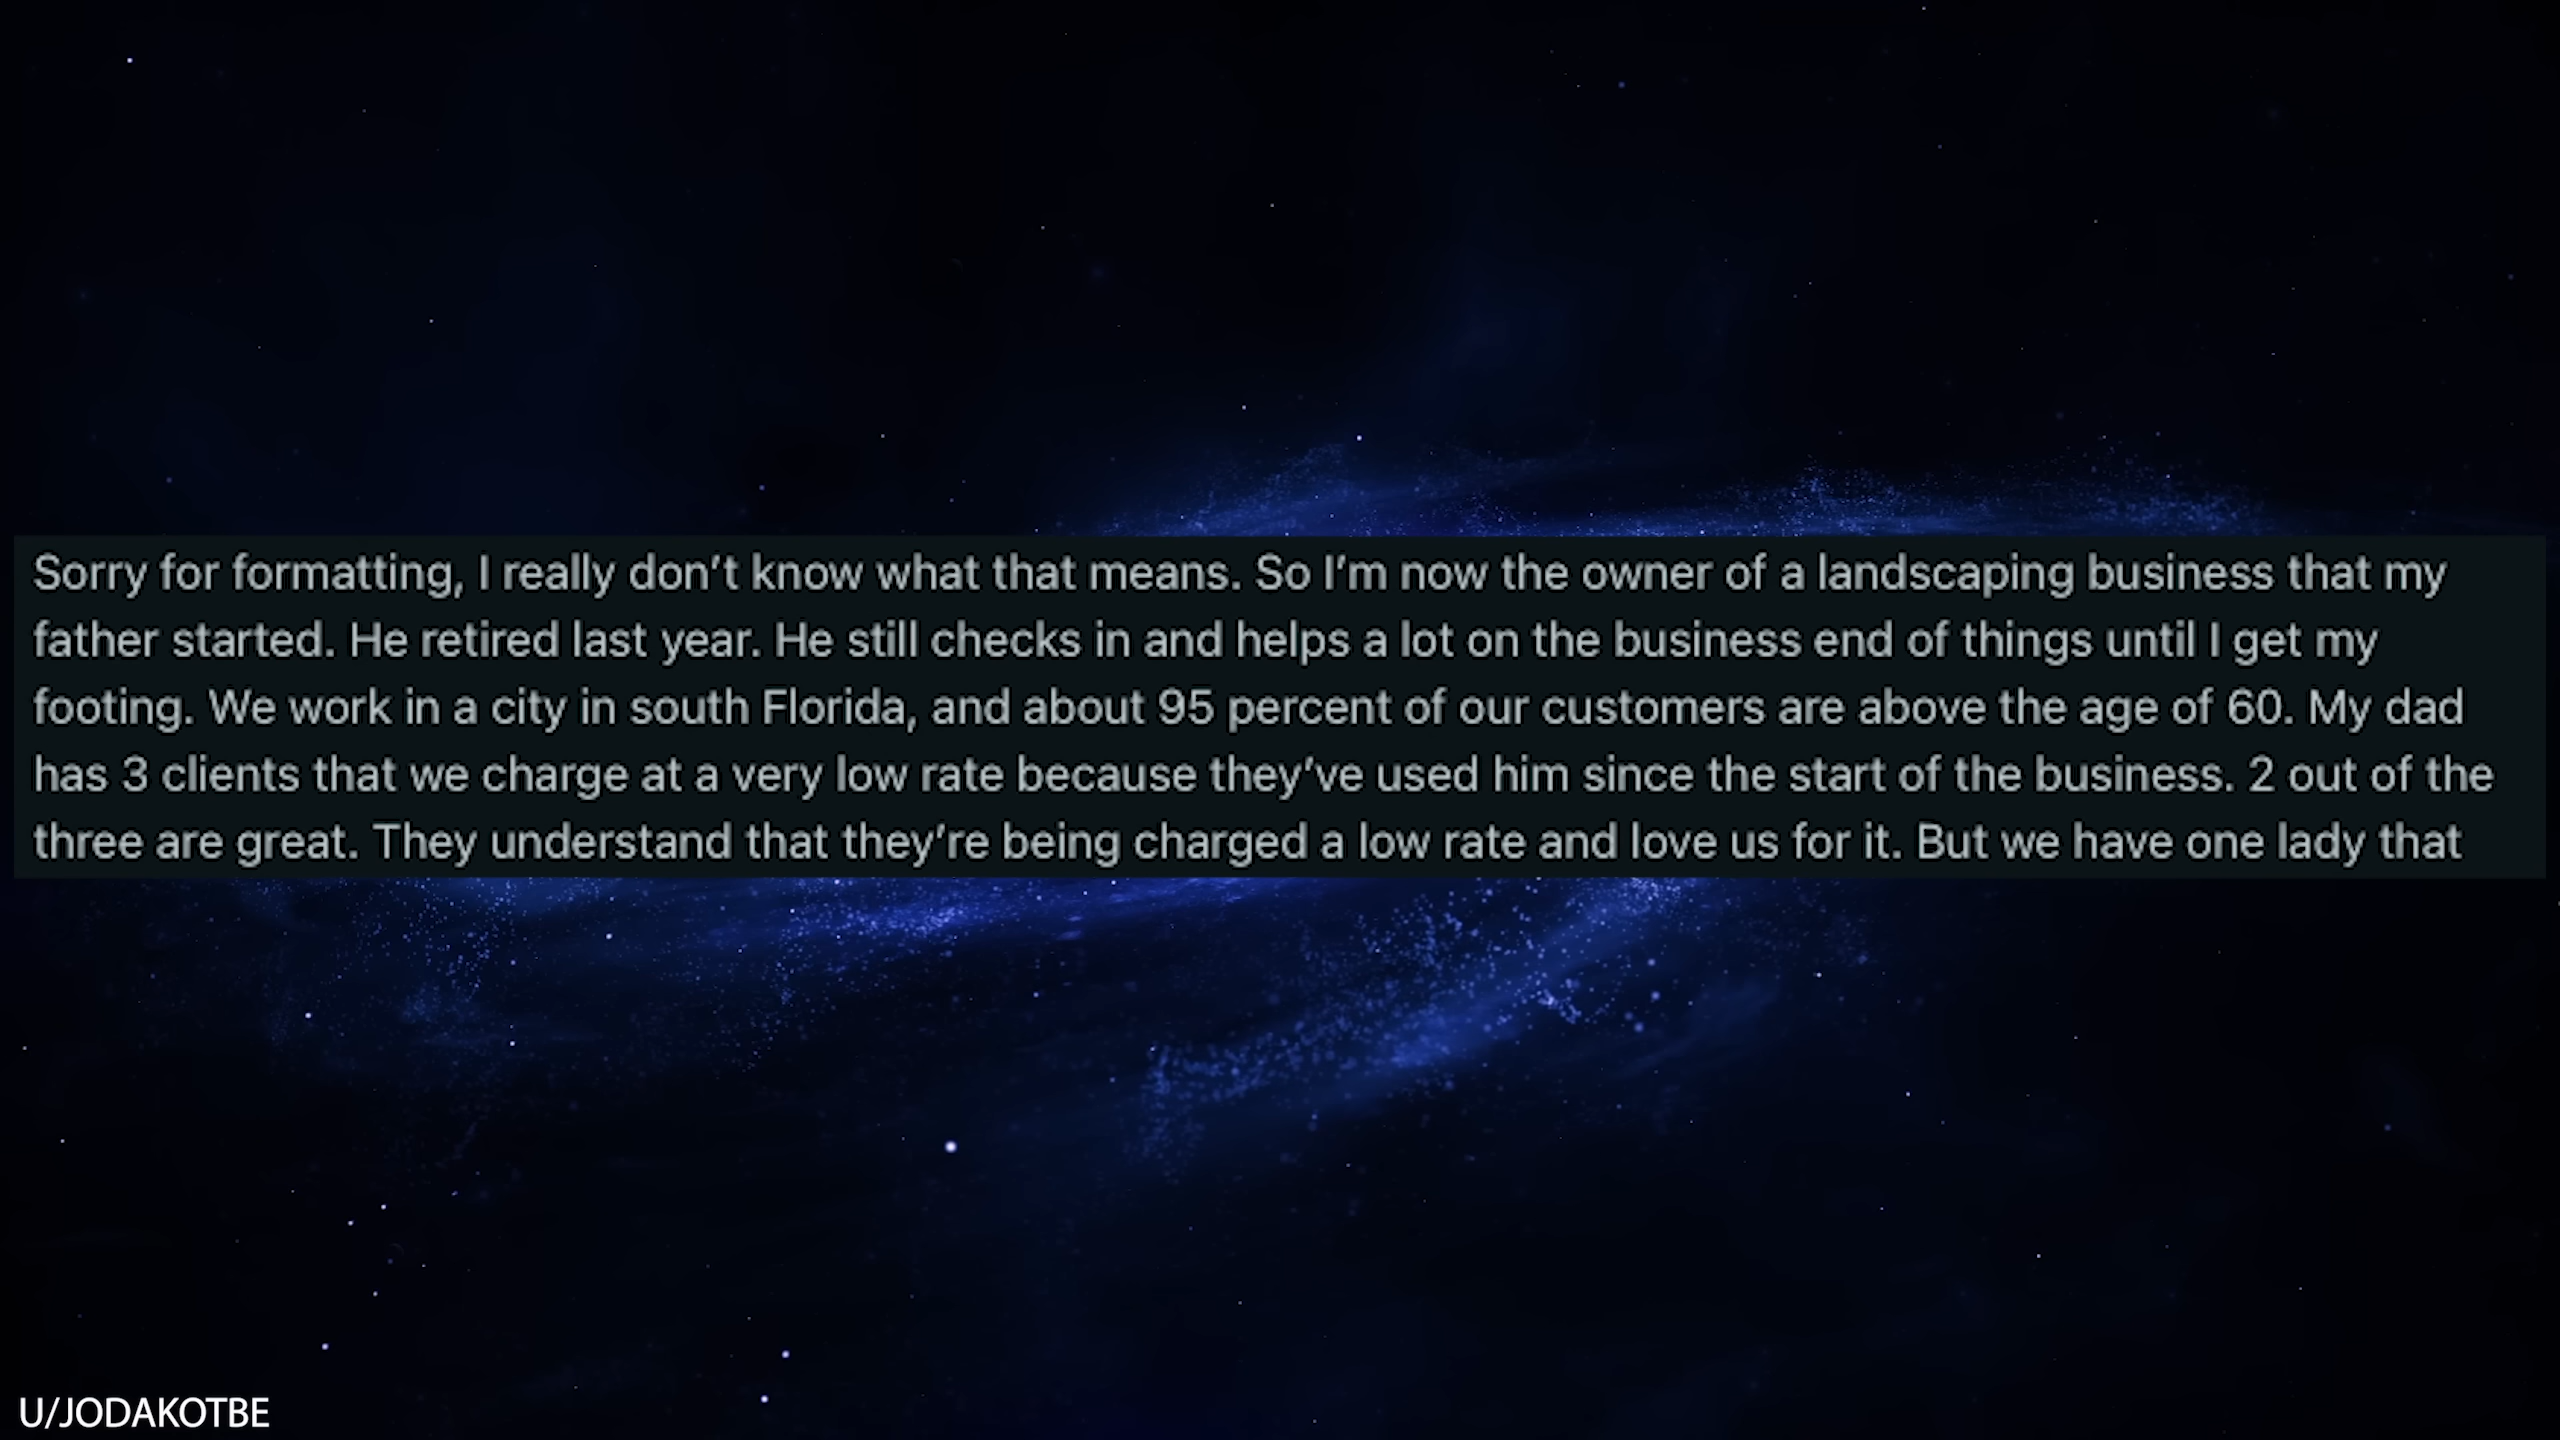 Sorry for formatting, I really don’t know what that means. So I’m now the owner of a landscaping business that my
father started. He retired last year. He still checks in and helps a lot on the business end of things until I get my
footing. We work in a city in south Florida, and about 95 percent of our customers are above the age of 60. My dad
has 3 clients that we charge at a very low rate because they’ve used him since the start of the business. 2 out of the
three are great. They understand that they’re being charged a low rate and love us for it. But we have one lady that
U/JODAKOTBE